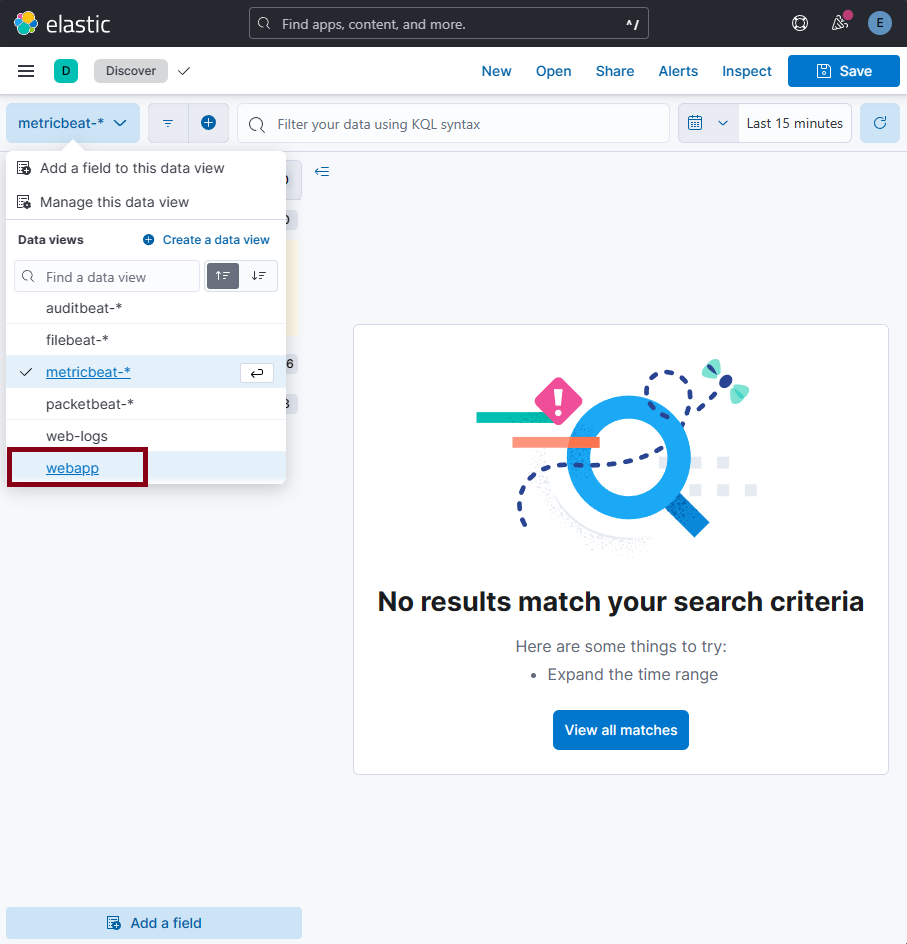 elastic
Find apps, content, and more.
^/
E
D
Discover
New
Open
Share
Alerts
Inspect
Save
metricbeat-*
Filter your data using KQL syntax
Last 15 minutes
Add a field to this data view
Manage this data view
Data views
Create a data view
Find a data view
auditbeat-*
filebeat-*
metricbeat-*
packetbeat-*
web-logs
webapp
No results match your search criteria
Here are some things to try:
• Expand the time range
View all matches
Add a field